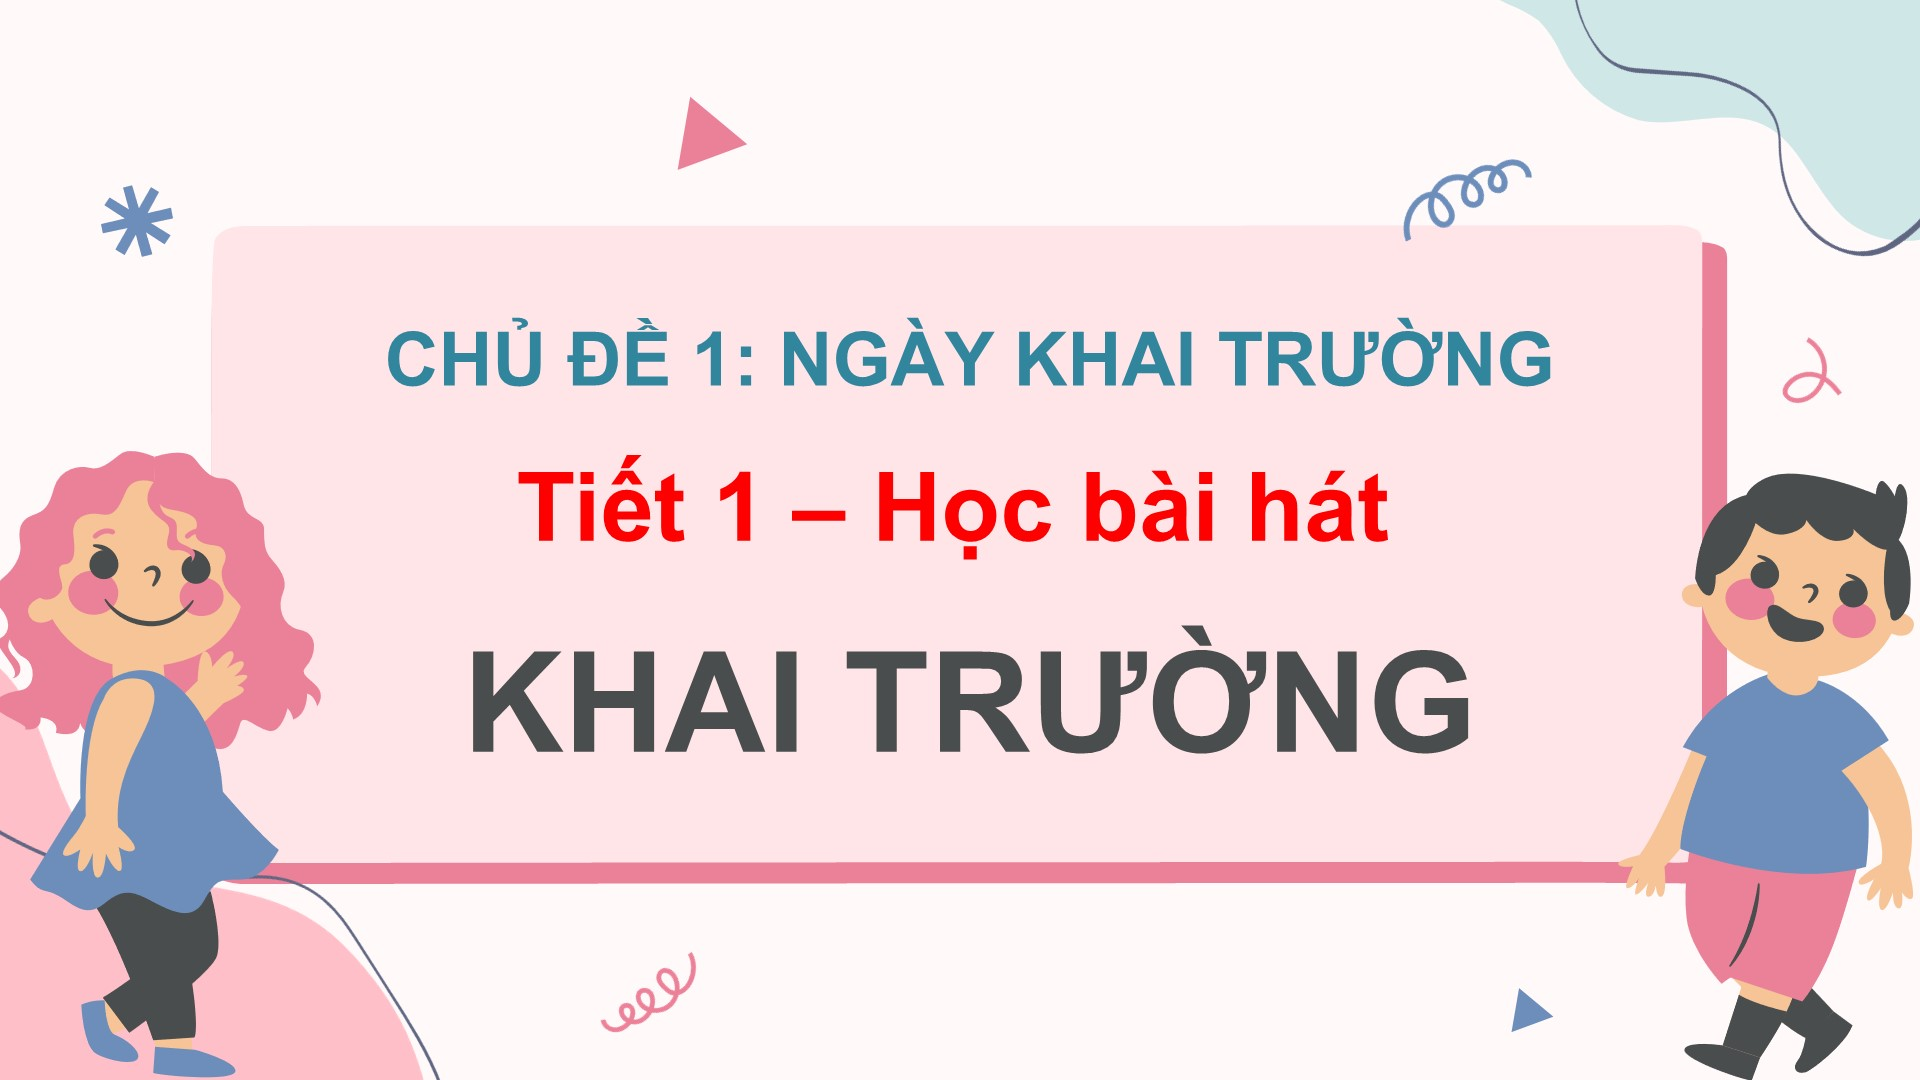 CHỦ ĐỀ 1: NGÀY KHAI TRƯỜNG
Tiết 1 – Học bài hát
KHAI TRƯỜNG